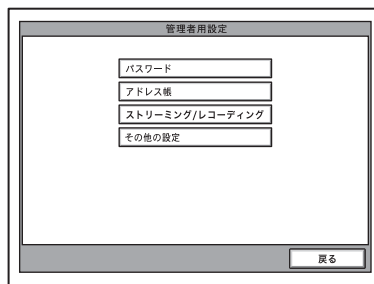 管理者用設定
パスワード
アドレス帳
ストリーミング/レコーディング
その他の設定
戻る